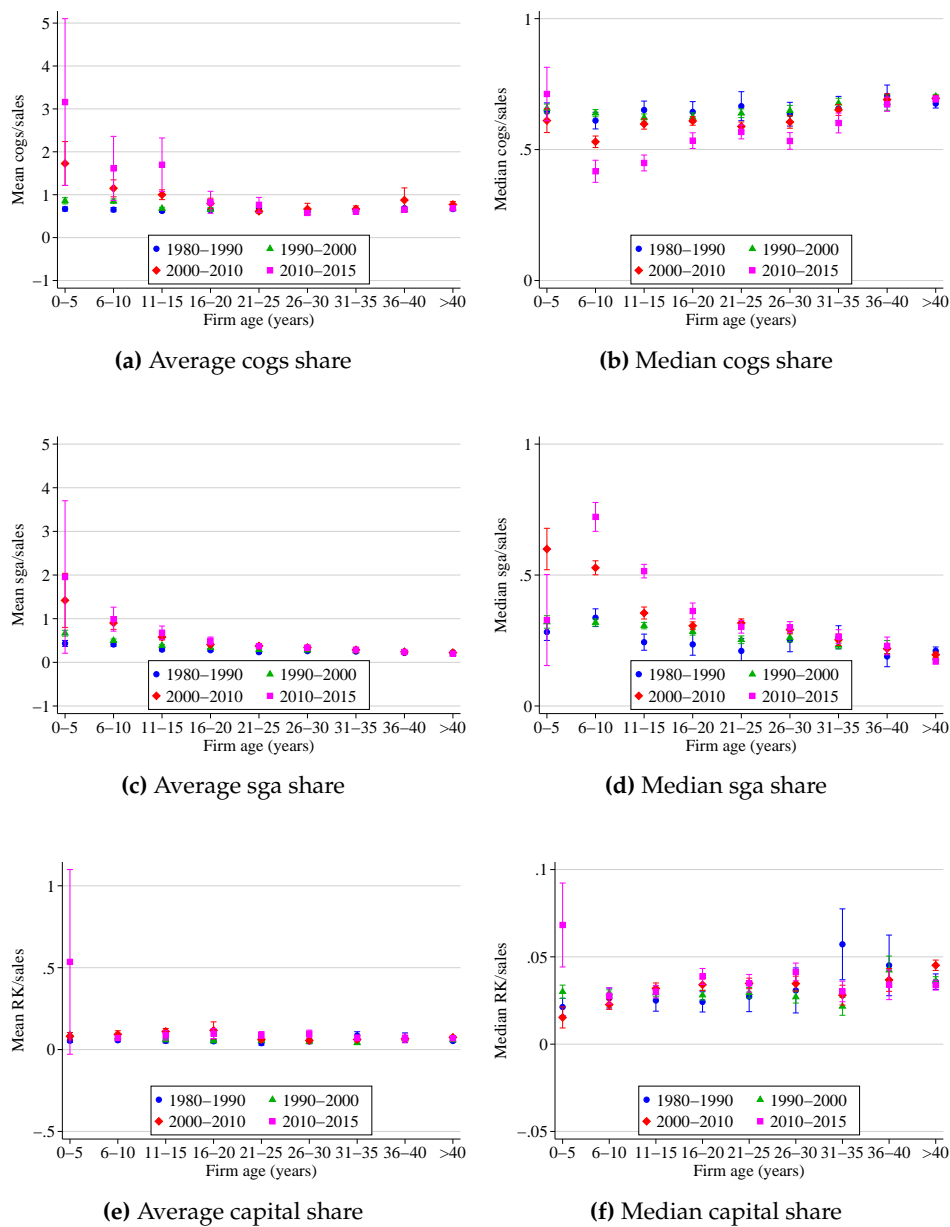 5
4
3
2
1
0
−1
Mean cogs/sales
1980−1990 1990−2000
2000−2010 2010−2015
0−5 6−10 11−15 16−20 21−25 26−30 31−35 36−40 >40
Firm age (years)
(a) Average cogs share
1
.5
0
Median cogs/sales
1980−1990 1990−2000
2000−2010 2010−2015
0−5 6−10 11−15 16−20 21−25 26−30 31−35 36−40 >40
Firm age (years)
(b) Median cogs share
5
4
3
2
1
0
−1
Mean sga/sales
1980−1990 1990−2000
2000−2010 2010−2015
0−5 6−10 11−15 16−20 21−25 26−30 31−35 36−40 >40
Firm age (years)
(c) Average sga share
1
.5
0
Median sga/sales
1980−1990 1990−2000
2000−2010 2010−2015
0−5 6−10 11−15 16−20 21−25 26−30 31−35 36−40 >40
Firm age (years)
(d) Median sga share
1
.5
0
−.5
Mean RK/sales
1980−1990 1990−2000
2000−2010 2010−2015
0−5 6−10 11−15 16−20 21−25 26−30 31−35 36−40 >40
Firm age (years)
(e) Average capital share
.1
.05
0
−.05
Median RK/sales
1980−1990 1990−2000
2000−2010 2010−2015
0−5 6−10 11−15 16−20 21−25 26−30 31−35 36−40 >40
Firm age (years)
(f) Median capital share